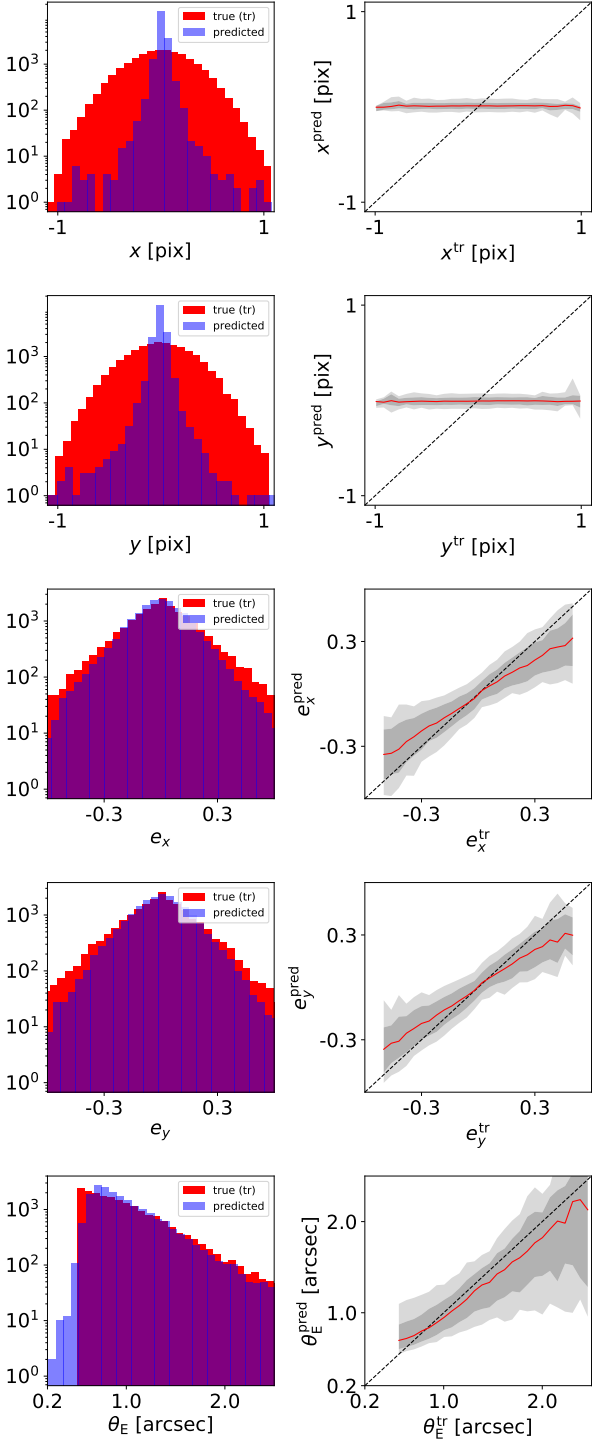 true (tr)
predicted
10³
10²
10¹
10⁰
-1
1
x [pix]
x^pred [pix]
1
-1
-1
1
x^tr [pix]
true (tr)
predicted
10³
10²
10¹
10⁰
-1
1
y [pix]
y^pred [pix]
1
-1
-1
1
y^tr [pix]
true (tr)
predicted
10³
10²
10¹
10⁰
-0.3
0.3
e_x
e_x^pred
0.3
-0.3
-0.3
0.3
e_x^tr
true (tr)
predicted
10³
10²
10¹
10⁰
-0.3
0.3
e_y
e_y^pred
0.3
-0.3
-0.3
0.3
e_y^tr
true (tr)
predicted
10³
10²
10¹
10⁰
0.2
1.0
2.0
θ_E [arcsec]
θ_E^pred [arcsec]
2.0
1.0
0.2
0.2
1.0
2.0
θ_E^tr [arcsec]